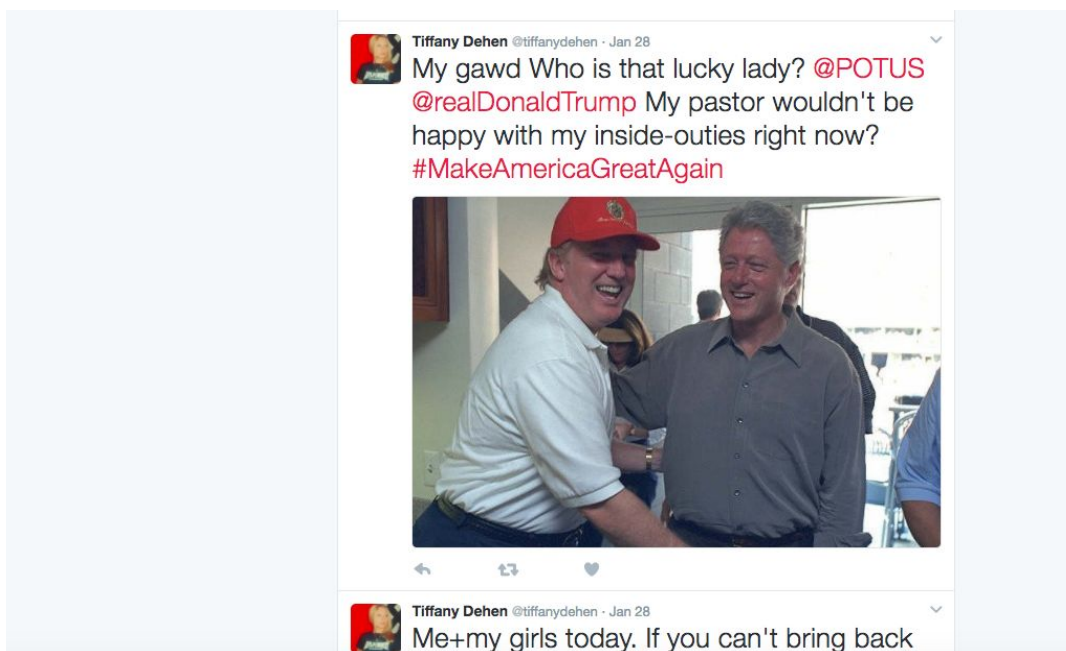 Tiffany Dehen @tiffanydehen · Jan 28
My gawd Who is that lucky lady? @POTUS
@realDonaldTrump My pastor wouldn't be
happy with my inside-outies right now?
#MakeAmericaGreatAgain
Tiffany Dehen @tiffanydehen · Jan 28
Me+my girls today. If you can't bring back